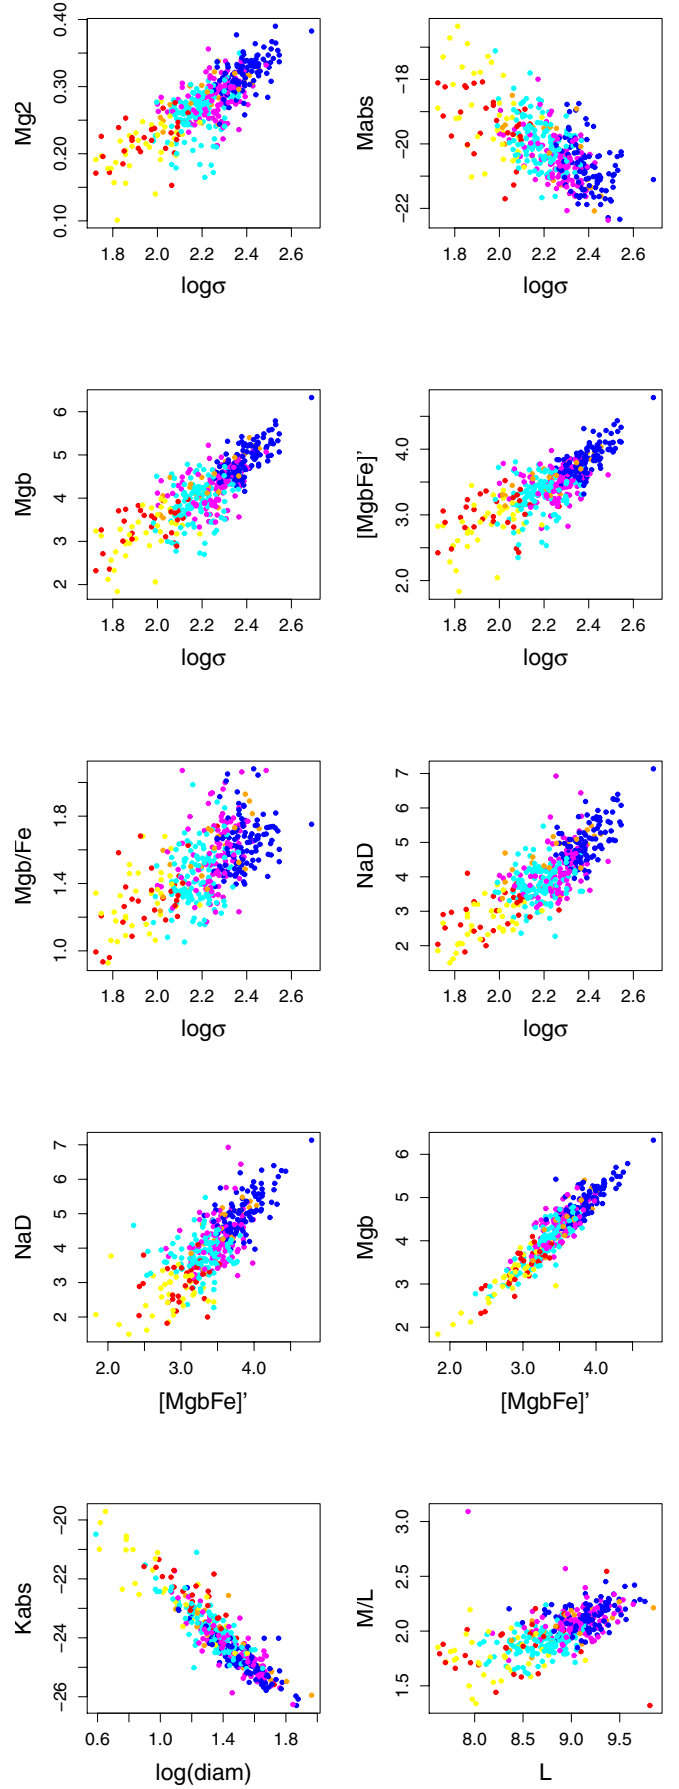 Mg2
0.10 0.20 0.30 0.40
1.8 2.0 2.2 2.4 2.6
logσ
Mabs
−22 −20 −18
1.8 2.0 2.2 2.4 2.6
logσ
Mgb
2 3 4 5 6
1.8 2.0 2.2 2.4 2.6
logσ
[MgbFe]'
2.0 3.0 4.0
1.8 2.0 2.2 2.4 2.6
logσ
Mgb/Fe
1.0 1.4 1.8
1.8 2.0 2.2 2.4 2.6
logσ
NaD
2 3 4 5 6 7
1.8 2.0 2.2 2.4 2.6
logσ
NaD
2 3 4 5 6 7
2.0 3.0 4.0
[MgbFe]'
Mgb
2 3 4 5 6
2.0 3.0 4.0
[MgbFe]'
Kabs
−26 −24 −22 −20
0.6 1.0 1.4 1.8
log(diam)
M/L
1.5 2.0 2.5 3.0
8.0 8.5 9.0 9.5
L